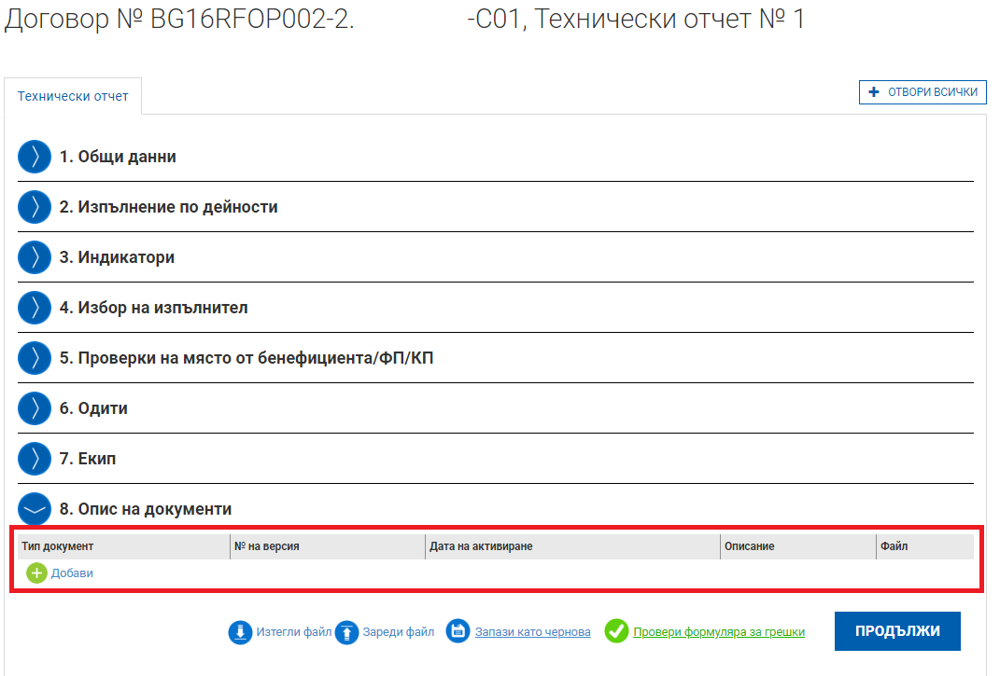 Договор № BG16RFOP002-2. -C01, Технически отчет № 1
Технически отчет
ОТВОРИ ВСИЧКИ
1. Общи данни
2. Изпълнение по дейности
3. Индикатори
4. Избор на изпълнител
5. Проверки на място от бенефициента/ФП/КП
6. Одити
7. Екип
8. Опис на документи
Тип документ № на версия Дата на активиране Описание Файл
Добави
Изтегли файл Зареди файл Запази като чернова Провери формуляра за грешки ПРОДЪЛЖИ